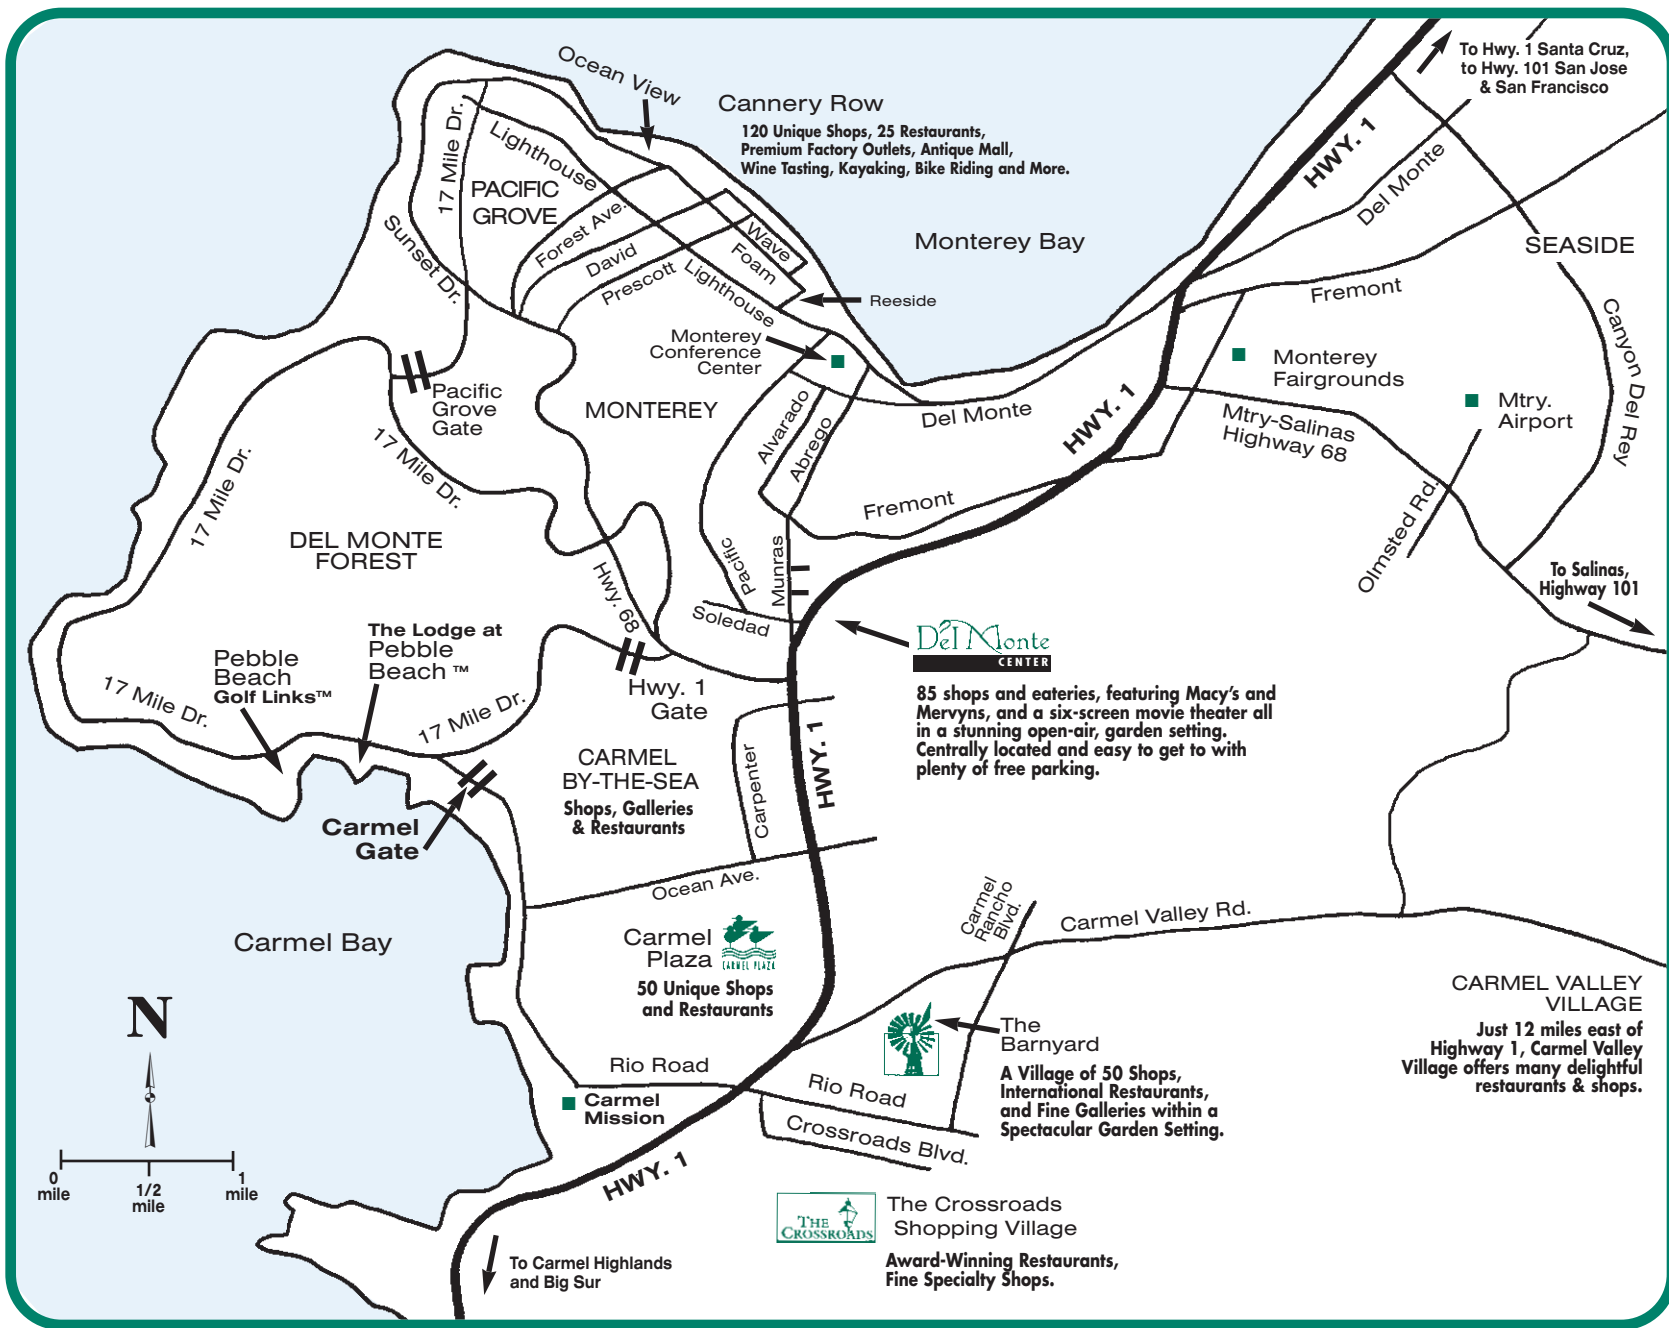 Ocean View
Cannery Row
120 Unique Shops, 25 Restaurants,
Premium Factory Outlets, Antique Mall,
Wine Tasting, Kayaking, Bike Riding and More.
To Hwy. 1 Santa Cruz,
to Hwy. 101 San Jose
& San Francisco
HWY. 1
Del Monte
17 Mile Dr.
Lighthouse
PACIFIC
GROVE
Sunset Dr.
Forest Ave.
David
Prescott
Lighthouse
Wave
Foam
Reeside
Monterey Bay
SEASIDE
Fremont
Canyon Del Rey
Monterey
Conference
Center
Monterey
Fairgrounds
Mtry.
Airport
Pacific
Grove
Gate
MONTEREY
Alvarado
Abrego
Del Monte
HWY. 1
Mtry-Salinas
Highway 68
17 Mile Dr.
17 Mile Dr.
Fremont
Olmsted Rd.
DEL MONTE
FOREST
Hwy. 68
Pacific
Munras
Soledad
To Salinas,
Highway 101
Del Monte
CENTER
85 shops and eateries, featuring Macy's and
Mervyns, and a six-screen movie theater all
in a stunning open-air, garden setting.
Centrally located and easy to get to with
plenty of free parking.
The Lodge at
Pebble
Beach ™
Pebble
Beach
Golf Links™
17 Mile Dr.
17 Mile Dr.
Hwy. 1
Gate
CARMEL
BY-THE-SEA
Shops, Galleries
& Restaurants
Carpenter
HWY. 1
Carmel
Gate
Ocean Ave.
Carmel
Rancho
Blvd.
Carmel Valley Rd.
Carmel Bay
Carmel
Plaza
CARMEL PLAZA
50 Unique Shops
and Restaurants
CARMEL VALLEY
VILLAGE
Just 12 miles east of
Highway 1, Carmel Valley
Village offers many delightful
restaurants & shops.
N
The
Barnyard
A Village of 50 Shops,
International Restaurants,
and Fine Galleries within a
Spectacular Garden Setting.
Rio Road
Rio Road
Carmel
Mission
Crossroads Blvd.
0
mile
1/2
mile
1
mile
HWY. 1
THE
CROSSROADS
The Crossroads
Shopping Village
Award-Winning Restaurants,
Fine Specialty Shops.
To Carmel Highlands
and Big Sur